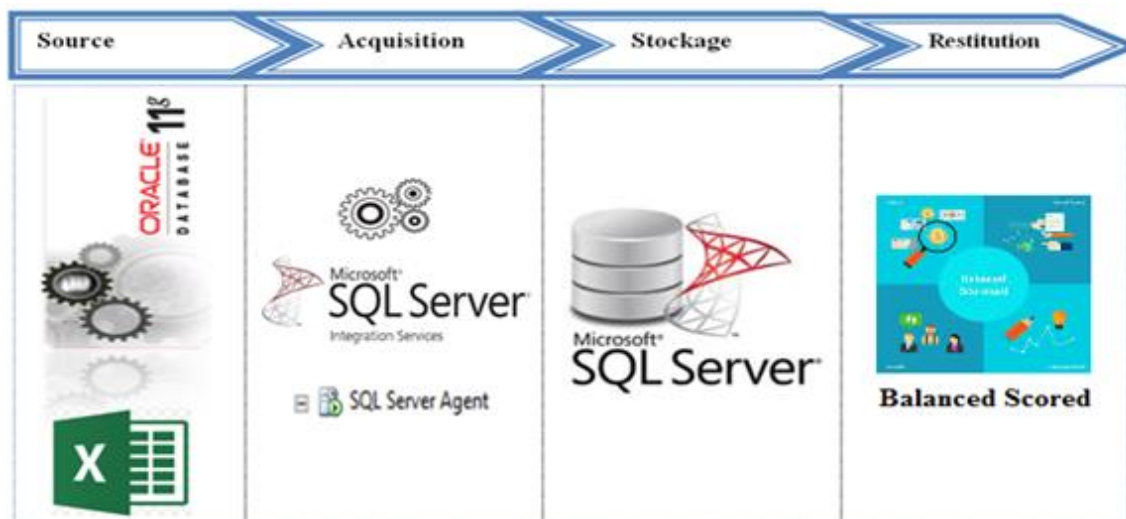 Source
Acquisition
Stockage
Restitution
ORACLE 11g
DATABASE
X
Microsoft
SQL Server
Integration Services
SQL Server Agent
Microsoft
SQL Server
Balanced
Balanced Scored